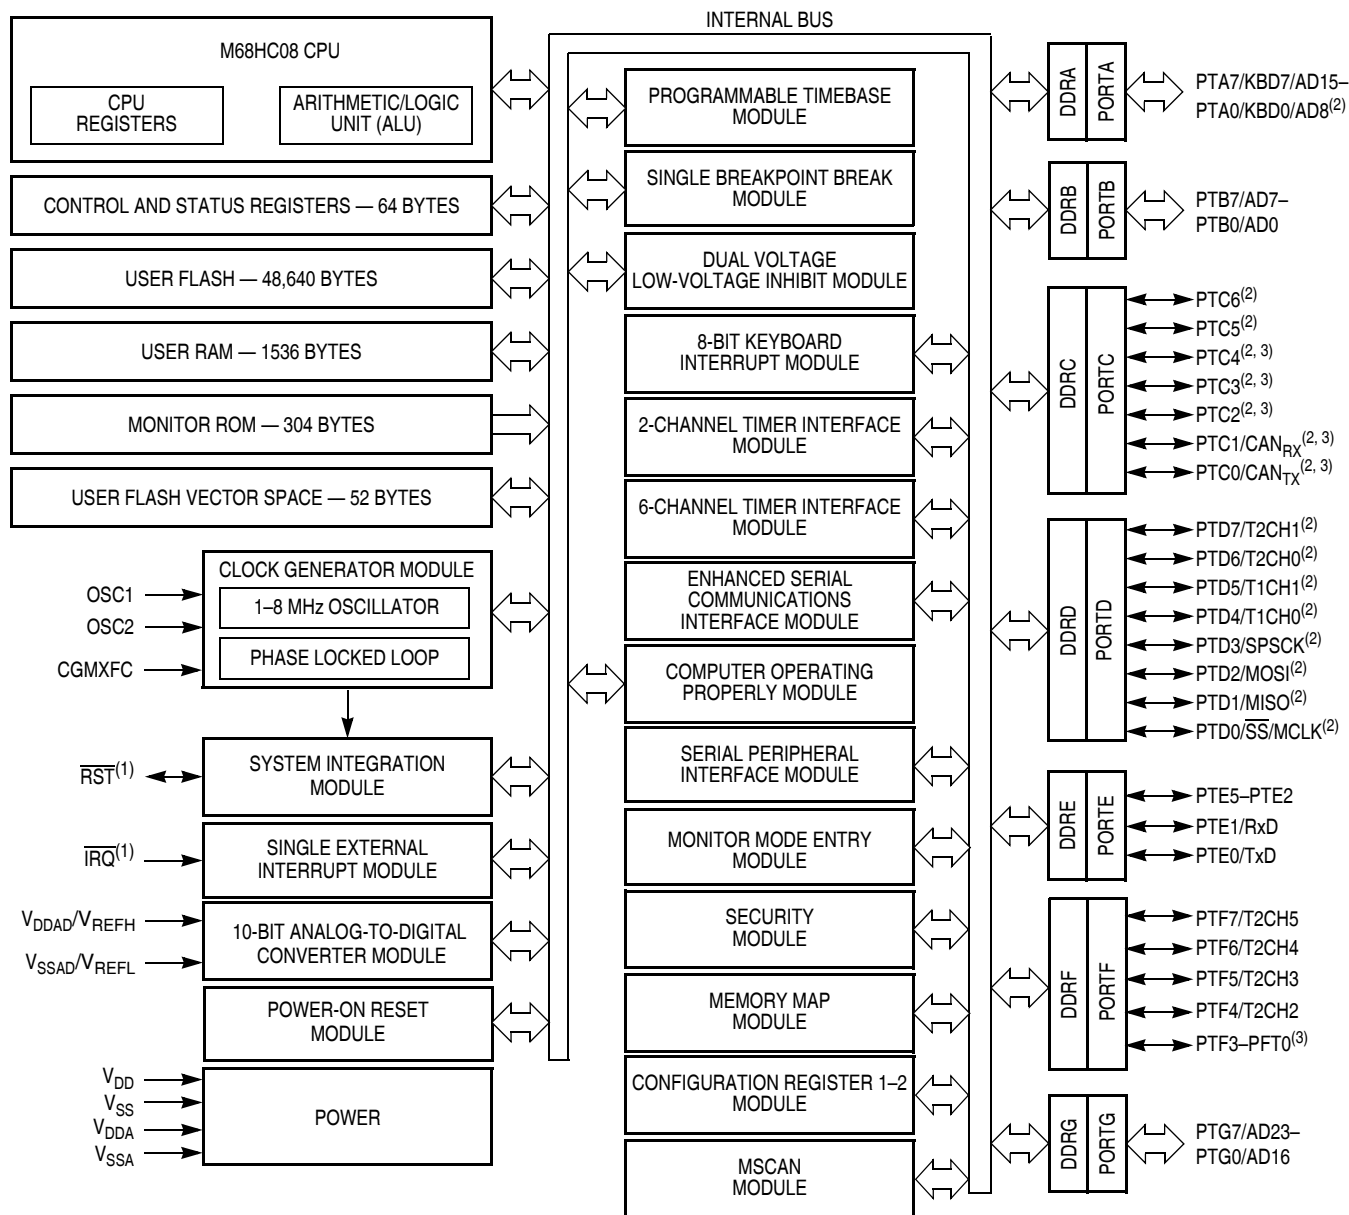 INTERNAL BUS
M68HC08 CPU
CPU
REGISTERS
ARITHMETIC/LOGIC
UNIT (ALU)
CONTROL AND STATUS REGISTERS — 64 BYTES
USER FLASH — 48,640 BYTES
USER RAM — 1536 BYTES
MONITOR ROM — 304 BYTES
USER FLASH VECTOR SPACE — 52 BYTES
CLOCK GENERATOR MODULE
1–8 MHz OSCILLATOR
PHASE LOCKED LOOP
OSC1
OSC2
CGMXFC
SYSTEM INTEGRATION
MODULE
RST(1)
SINGLE EXTERNAL
INTERRUPT MODULE
IRQ(1)
10-BIT ANALOG-TO-DIGITAL
CONVERTER MODULE
VDDAD/VREFH
VSSAD/VREFL
POWER-ON RESET
MODULE
POWER
VDD
VSS
VDDA
VSSA
PROGRAMMABLE TIMEBASE
MODULE
SINGLE BREAKPOINT BREAK
MODULE
DUAL VOLTAGE
LOW-VOLTAGE INHIBIT MODULE
8-BIT KEYBOARD
INTERRUPT MODULE
2-CHANNEL TIMER INTERFACE
MODULE
6-CHANNEL TIMER INTERFACE
MODULE
ENHANCED SERIAL
COMMUNICATIONS
INTERFACE MODULE
COMPUTER OPERATING
PROPERLY MODULE
SERIAL PERIPHERAL
INTERFACE MODULE
MONITOR MODE ENTRY
MODULE
SECURITY
MODULE
MEMORY MAP
MODULE
CONFIGURATION REGISTER 1–2
MODULE
MSCAN
MODULE
DDRA
PORTA
PTA7/KBD7/AD15–
PTA0/KBD0/AD8(2)
DDRB
PORTB
PTB7/AD7–
PTB0/AD0
DDRC
PORTC
PTC6(2)
PTC5(2)
PTC4(2, 3)
PTC3(2, 3)
PTC2(2, 3)
PTC1/CANRX(2, 3)
PTC0/CANTX(2, 3)
DDRD
PORTD
PTD7/T2CH1(2)
PTD6/T2CH0(2)
PTD5/T1CH1(2)
PTD4/T1CH0(2)
PTD3/SPSCK(2)
PTD2/MOSI(2)
PTD1/MISO(2)
PTD0/SS/MCLK(2)
DDRE
PORTE
PTE5–PTE2
PTE1/RxD
PTE0/TxD
DDRF
PORTF
PTF7/T2CH5
PTF6/T2CH4
PTF5/T2CH3
PTF4/T2CH2
PTF3–PFT0(3)
DDRG
PORTG
PTG7/AD23–
PTG0/AD16